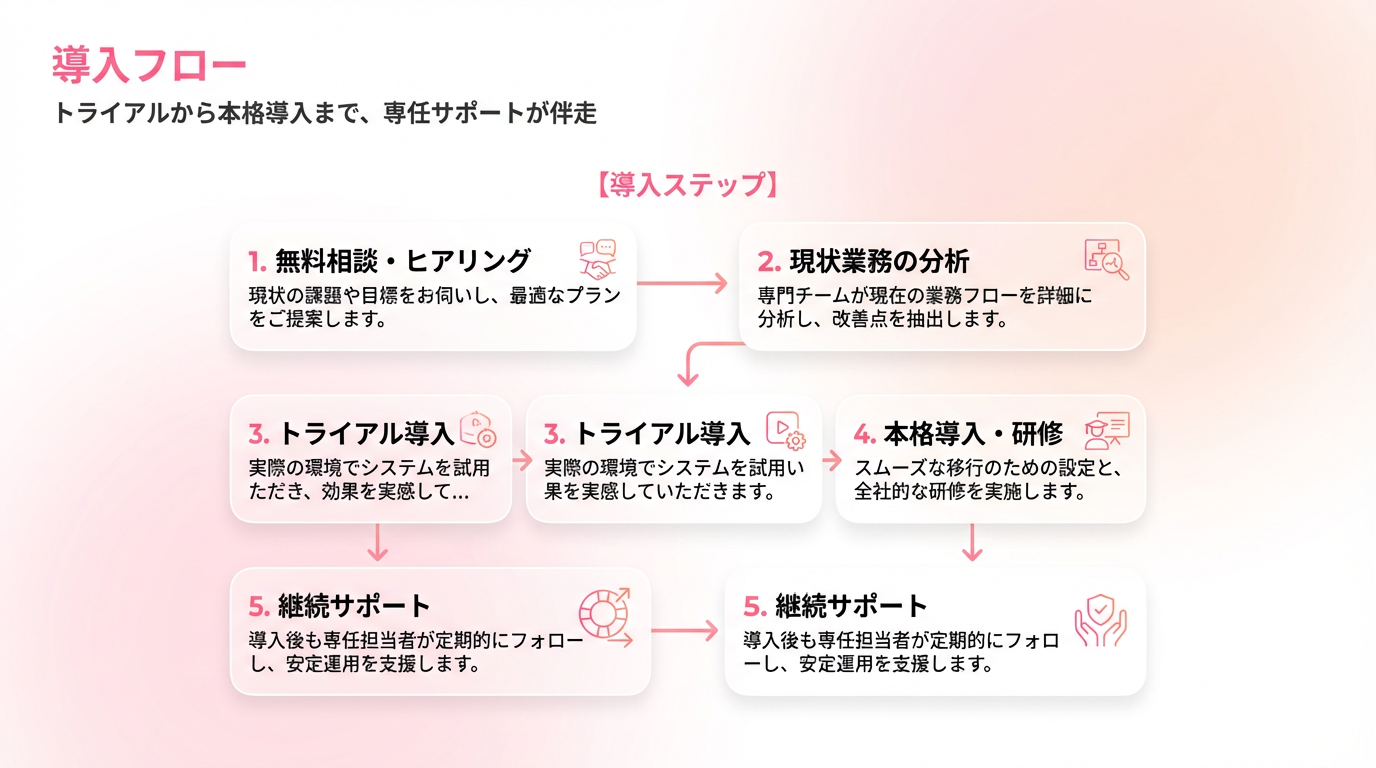 導入フロー
トライアルから本格導入まで、専任サポートが伴走
【導入ステップ】
1. 無料相談・ヒアリング
現状の課題や目標をお伺いし、最適なプラン
をご提案します。
2. 現状業務の分析
専門チームが現在の業務フローを詳細に
分析し、改善点を抽出します。
3. トライアル導入
実際の環境でシステムを試用
ただき、効果を実感して...
3. トライアル導入
実際の環境でシステムを試用い
果を実感していただきます。
4. 本格導入・研修
スムーズな移行のための設定と、
全社的な研修を実施します。
5. 継続サポート
導入後も専任担当者が定期的にフォロー
し、安定運用を支援します。
5. 継続サポート
導入後も専任担当者が定期的にフォロ
ーし、安定運用を支援します。